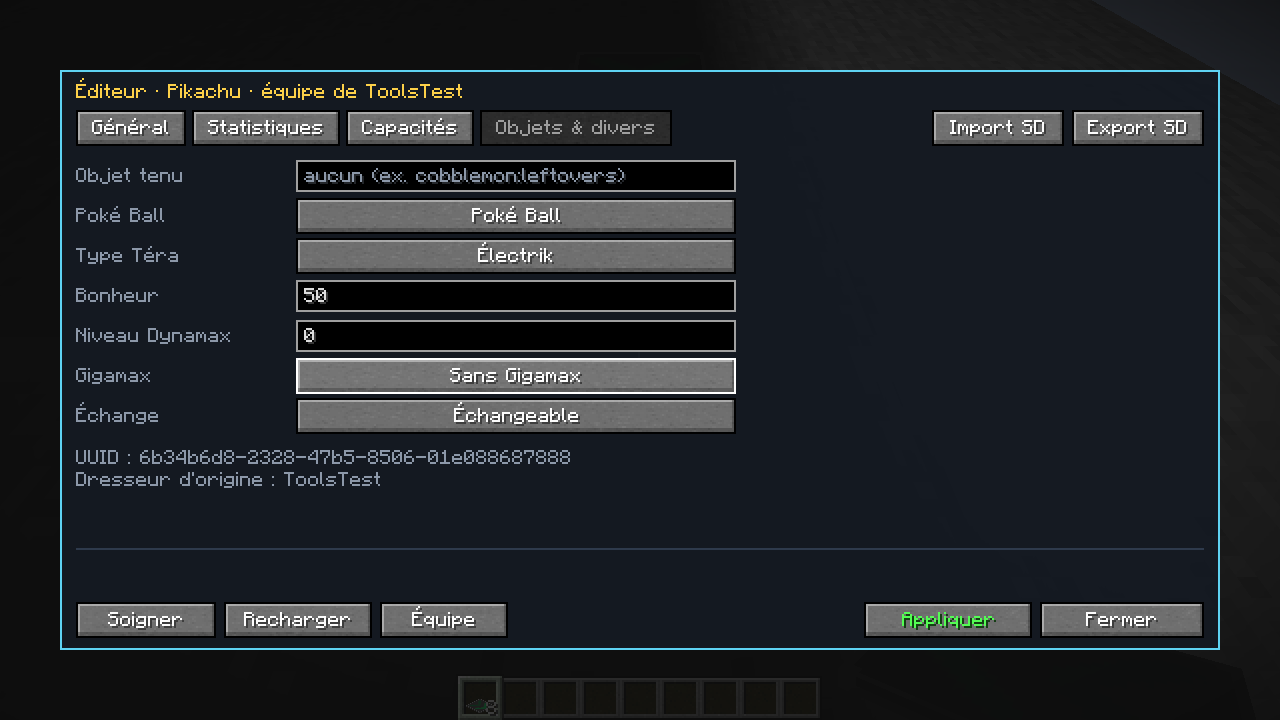 Éditeur · Pikachu · équipe de ToolsTest
Général Statistiques Capacités Objets & divers Import SD Export SD
Objet tenu aucun (ex. cobblemon:leftovers)
Poké Ball Poké Ball
Type Téra Électrik
Bonheur 50
Niveau Dynamax 0
Gigamax Sans Gigamax
Échange Échangeable
UUID : 6b34b6d8-2328-47b5-8506-01e088687888
Dresseur d'origine : ToolsTest
Soigner Recharger Équipe Appliquer Fermer
8